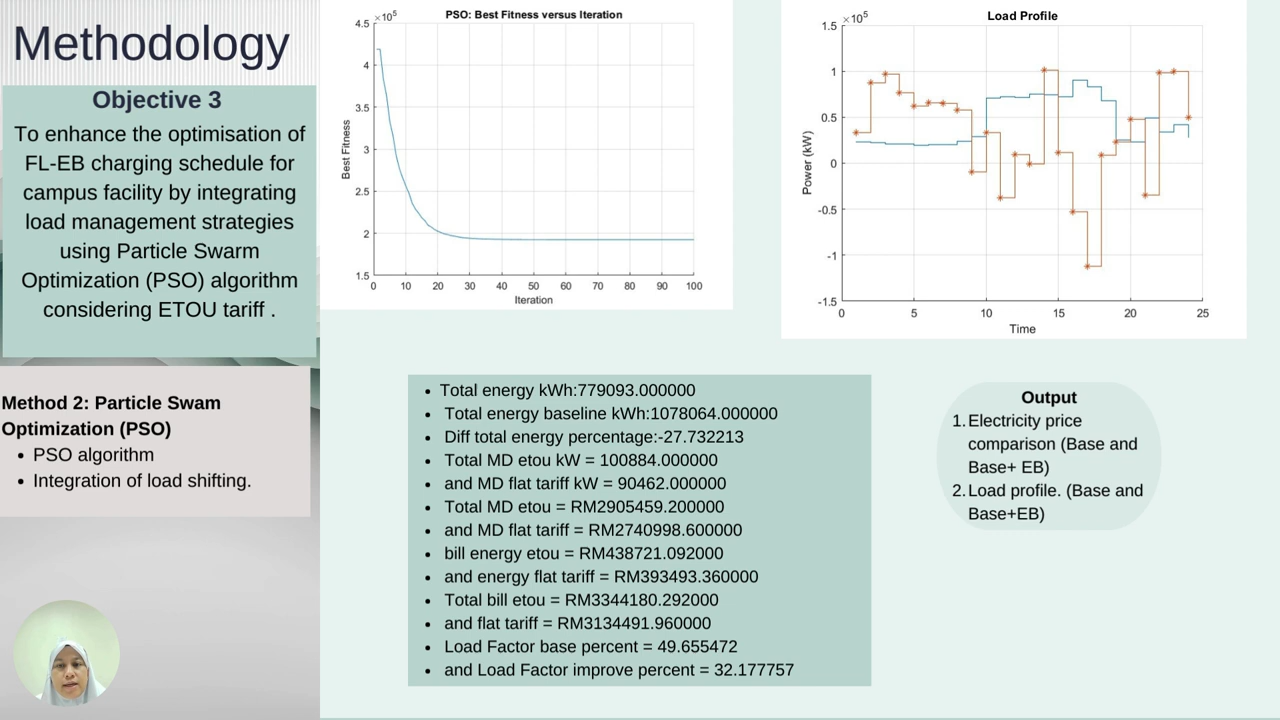 Methodology
Objective 3
To enhance the optimisation of
FL-EB charging schedule for
campus facility by integrating
load management strategies
using Particle Swarm
Optimization (PSO) algorithm
considering ETOU tariff .
Method 2: Particle Swam
Optimization (PSO)
• PSO algorithm
• Integration of load shifting.
PSO: Best Fitness versus Iteration
×10⁵
4.5
4
3.5
3
2.5
2
1.5
Best Fitness
0 10 20 30 40 50 60 70 80 90 100
Iteration
Load Profile
×10⁵
1.5
1
0.5
0
-0.5
-1
-1.5
Power (kW)
0 5 10 15 20 25
Time
• Total energy kWh:779093.000000
• Total energy baseline kWh:1078064.000000
• Diff total energy percentage:-27.732213
• Total MD etou kW = 100884.000000
• and MD flat tariff kW = 90462.000000
• Total MD etou = RM2905459.200000
• and MD flat tariff = RM2740998.600000
• bill energy etou = RM438721.092000
• and energy flat tariff = RM393493.360000
• Total bill etou = RM3344180.292000
• and flat tariff = RM3134491.960000
• Load Factor base percent = 49.655472
• and Load Factor improve percent = 32.177757
Output
1. Electricity price
comparison (Base and
Base+ EB)
2. Load profile. (Base and
Base+EB)